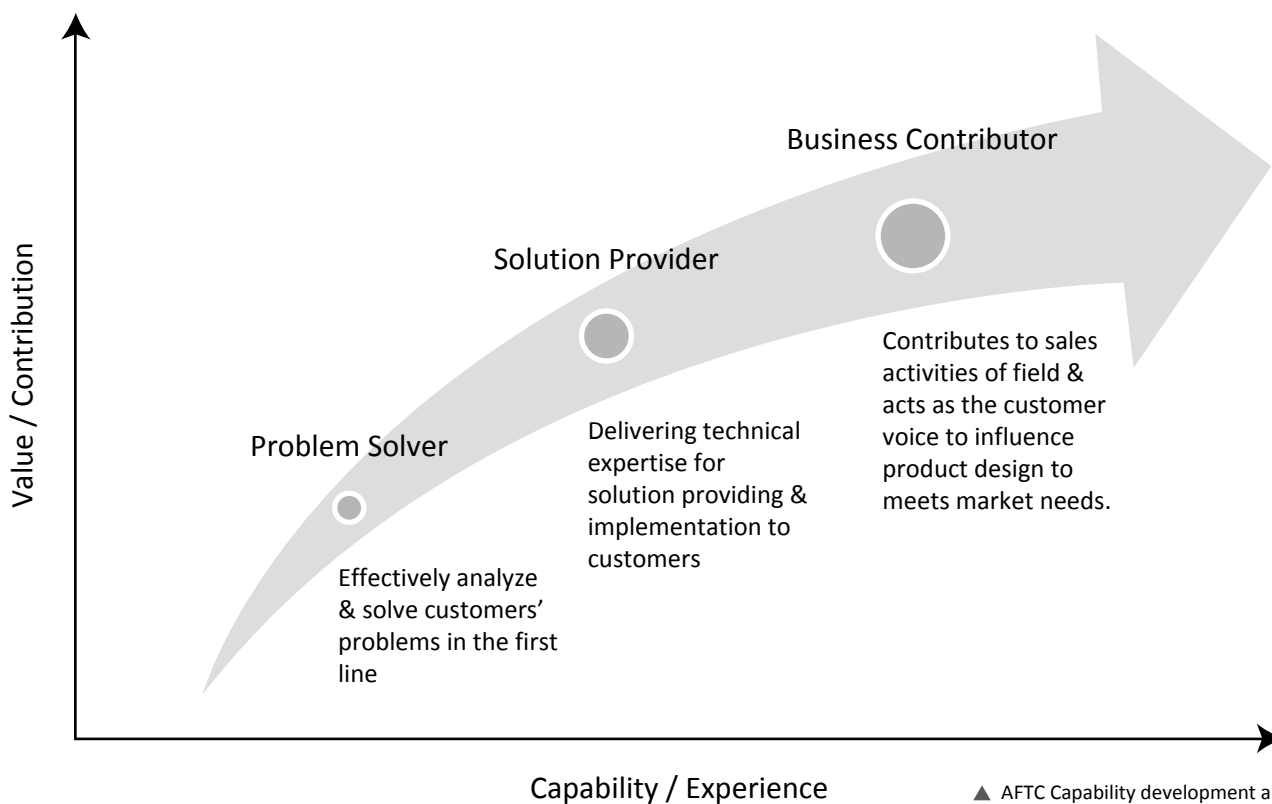 Value / Contribution
Business Contributor
Solution Provider
Problem Solver
Contributes to sales
activities of field &
acts as the customer
voice to influence
product design to
meets market needs.
Delivering technical
expertise for
solution providing &
implementation to
customers
Effectively analyze
& solve customers’
problems in the first
line
Capability / Experience
▲ AFTC Capability development a